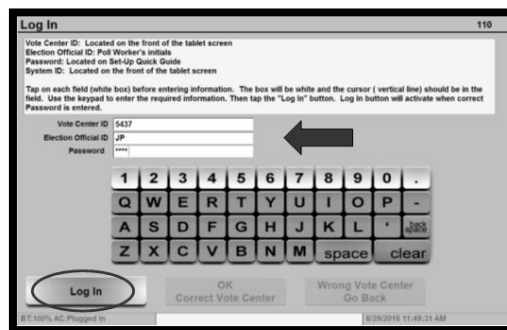 Log In 110
Vote Center ID: Located on the front of the tablet screen
Election Official ID: Poll Worker's initials
Password: Located on Set-Up Quick Guide
System ID: Located on the front of the tablet screen
Tap on each field (white box) before entering information. The box will be white and the cursor ( vertical line) should be in the
field. Use the keypad to enter the required information. Then tap the "Log In" button. Log In button will activate when correct
Password is entered.
Vote Center ID 5437
Election Official ID JP
Password ****
1 2 3 4 5 6 7 8 9 0 .
Q W E R T Y U I O P -
A S D F G H J K L ' back space
Z X C V B N M space clear
Log In
OK
Correct Vote Center
Wrong Vote Center
Go Back
BT:100% AC:Plugged In 8/29/2016 11:49:31 AM